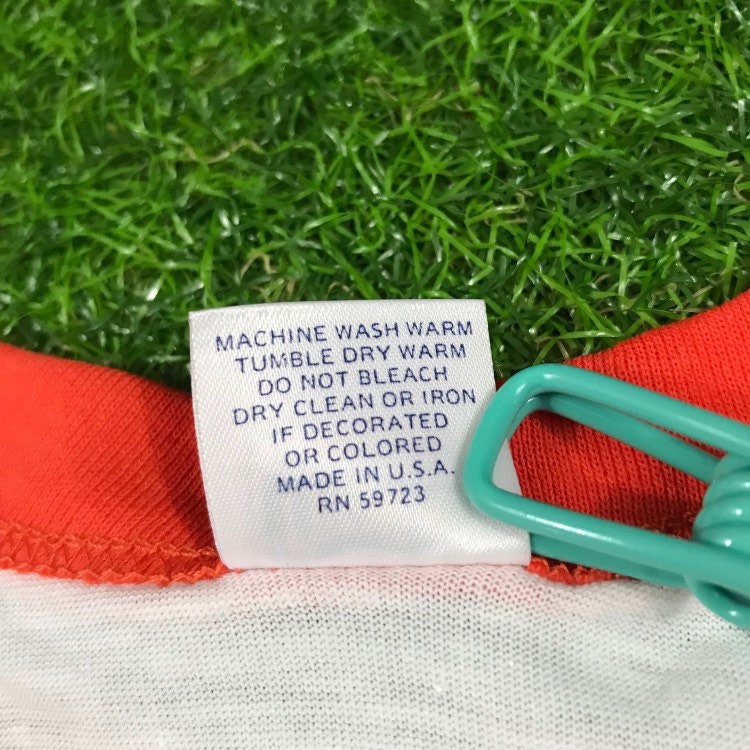 MACHINE WASH WARM
TUMBLE DRY WARM
DO NOT BLEACH
DRY CLEAN OR IRON
IF DECORATED
OR COLORED
MADE IN U.S.A.
RN 59723